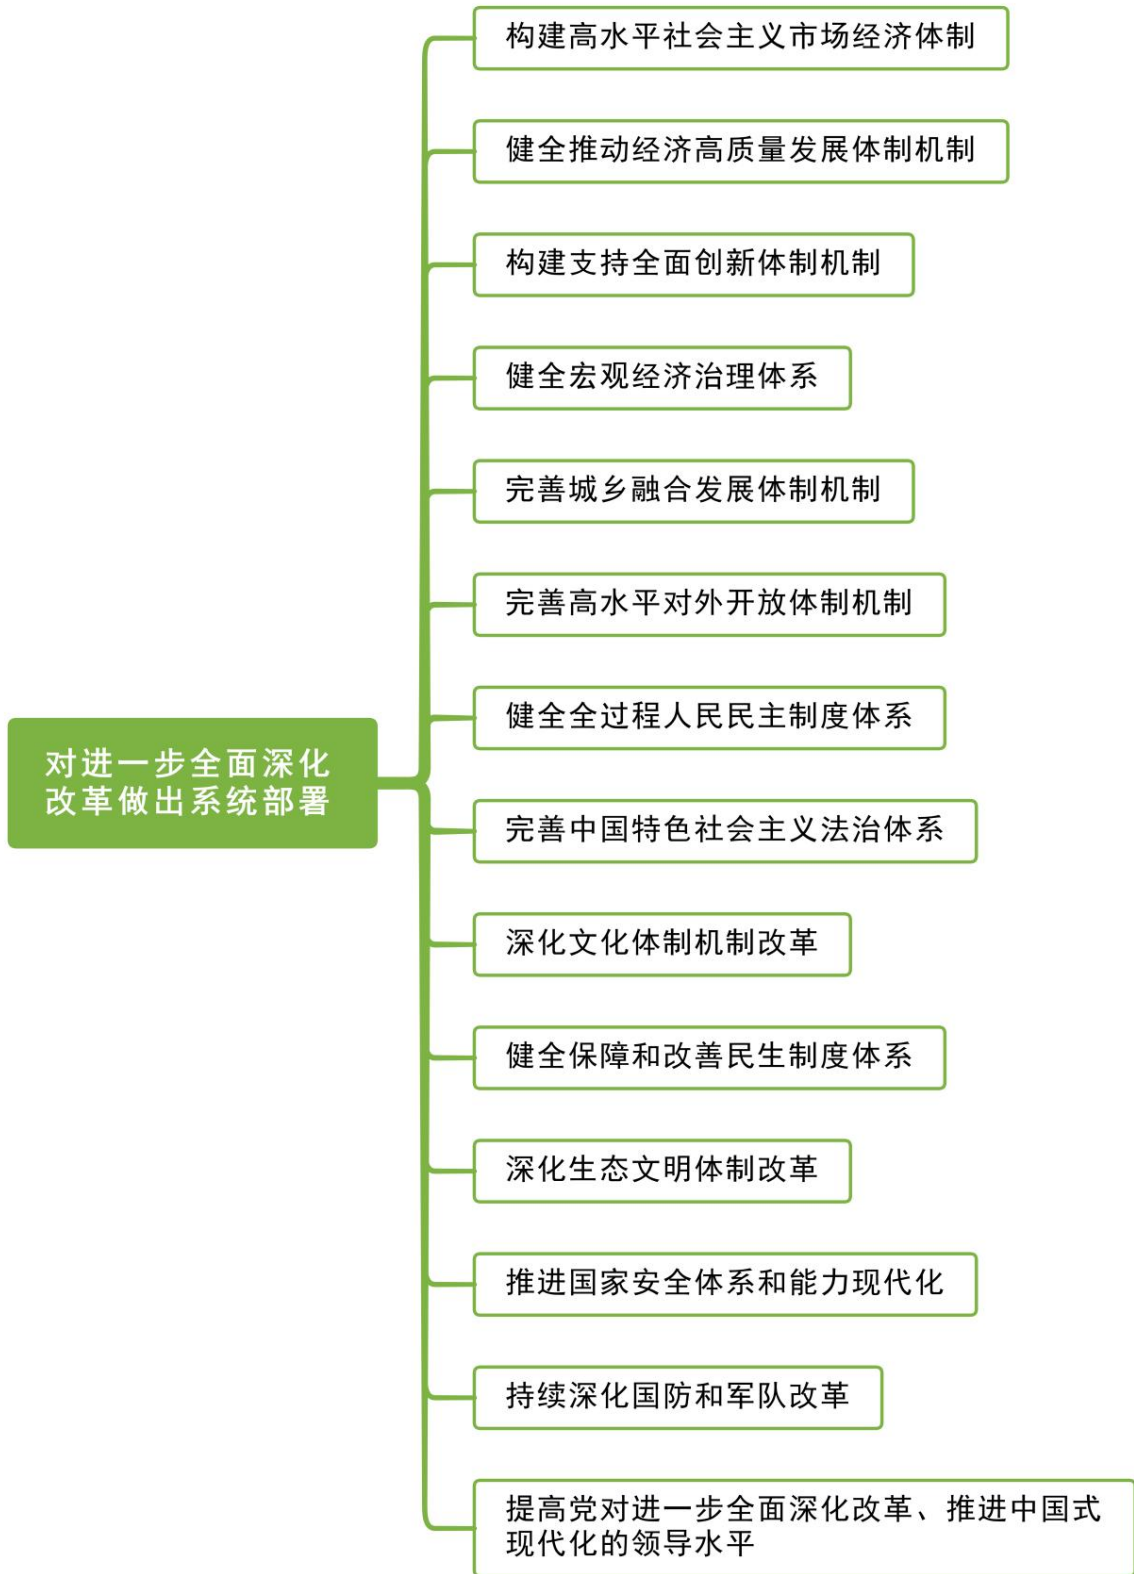 构建高水平社会主义市场经济体制
健全推动经济高质量发展体制机制
构建支持全面创新体制机制
健全宏观经济治理体系
完善城乡融合发展体制机制
完善高水平对外开放体制机制
健全全过程人民民主制度体系
对进一步全面深化
改革做出系统部署
完善中国特色社会主义法治体系
深化文化体制机制改革
健全保障和改善民生制度体系
深化生态文明体制改革
推进国家安全体系和能力现代化
持续深化国防和军队改革
提高党对进一步全面深化改革、推进中国式
现代化的领导水平